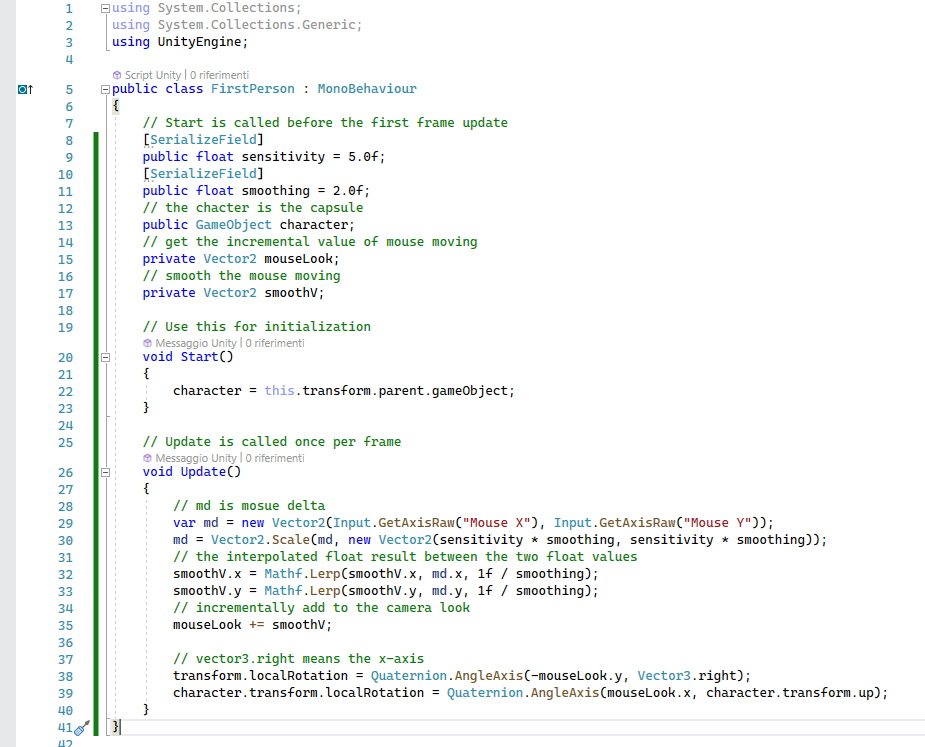 1 using System.Collections;
2 using System.Collections.Generic;
3 using UnityEngine;
4
Script Unity | 0 riferimenti
5 public class FirstPerson : MonoBehaviour
6 {
7 // Start is called before the first frame update
8 [SerializeField]
9 public float sensitivity = 5.0f;
10 [SerializeField]
11 public float smoothing = 2.0f;
12 // the chacter is the capsule
13 public GameObject character;
14 // get the incremental value of mouse moving
15 private Vector2 mouseLook;
16 // smooth the mouse moving
17 private Vector2 smoothV;
18
19 // Use this for initialization
Messaggio Unity | 0 riferimenti
20 void Start()
21 {
22 character = this.transform.parent.gameObject;
23 }
24
25 // Update is called once per frame
Messaggio Unity | 0 riferimenti
26 void Update()
27 {
28 // md is mosue delta
29 var md = new Vector2(Input.GetAxisRaw("Mouse X"), Input.GetAxisRaw("Mouse Y"));
30 md = Vector2.Scale(md, new Vector2(sensitivity * smoothing, sensitivity * smoothing));
31 // the interpolated float result between the two float values
32 smoothV.x = Mathf.Lerp(smoothV.x, md.x, 1f / smoothing);
33 smoothV.y = Mathf.Lerp(smoothV.y, md.y, 1f / smoothing);
34 // incrementally add to the camera look
35 mouseLook += smoothV;
36
37 // vector3.right means the x-axis
38 transform.localRotation = Quaternion.AngleAxis(-mouseLook.y, Vector3.right);
39 character.transform.localRotation = Quaternion.AngleAxis(mouseLook.x, character.transform.up);
40 }
41 }
42